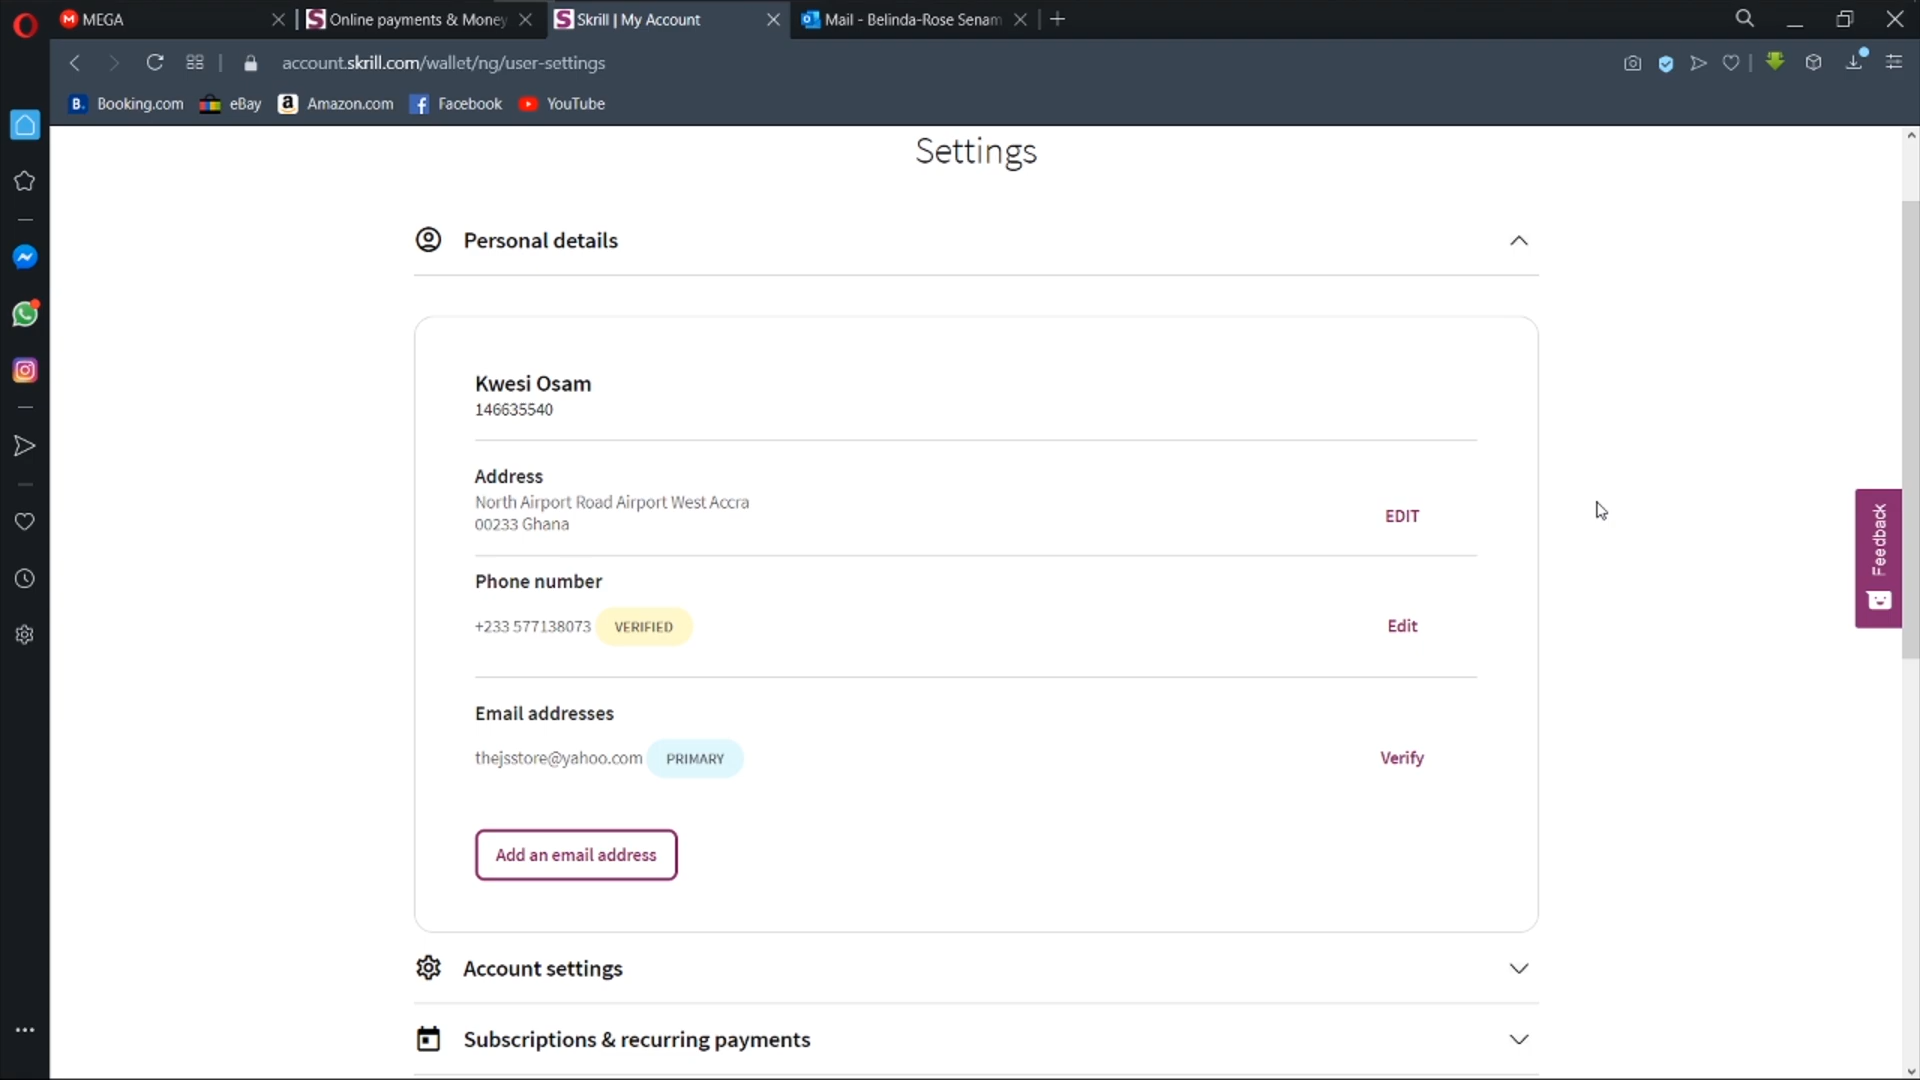 MEGA
Online payments & Money
Skrill | My Account
Mail - Belinda-Rose Senam
account.skrill.com/wallet/ng/user-settings
B. Booking.com
eBay
a Amazon.com
Facebook
YouTube
Settings
Personal details
Kwesi Osam
146635540
Address
North Airport Road Airport West Accra
00233 Ghana
EDIT
Phone number
+233 577138073 VERIFIED
Edit
Email addresses
thejsstore@yahoo.com PRIMARY
Verify
Add an email address
Feedback
Account settings
Subscriptions & recurring payments